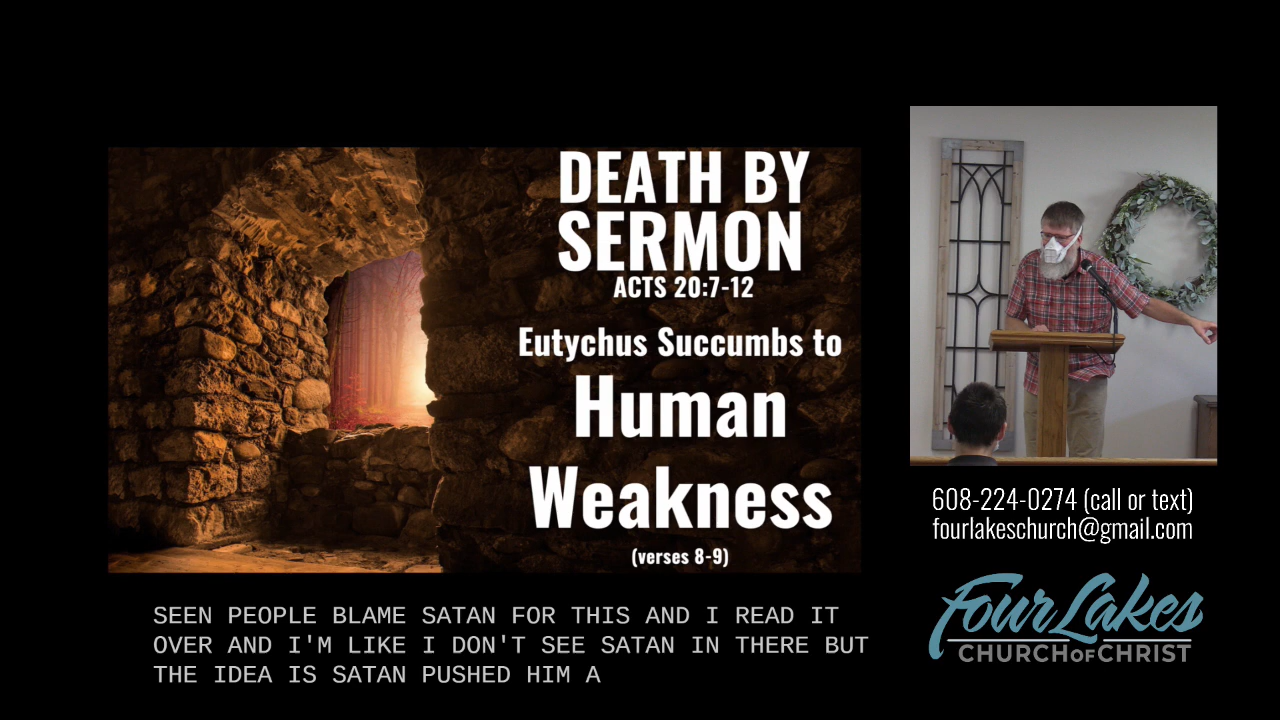 DEATH BY
SERMON
ACTS 20:7-12
Eutychus Succumbs to
Human
Weakness
(verses 8-9)
SEEN PEOPLE BLAME SATAN FOR THIS AND I READ IT
OVER AND I'M LIKE I DON'T SEE SATAN IN THERE BUT
THE IDEA IS SATAN PUSHED HIM A
608-224-0274 (call or text)
fourlakeschurch@gmail.com
Four Lakes
CHURCH OF CHRIST